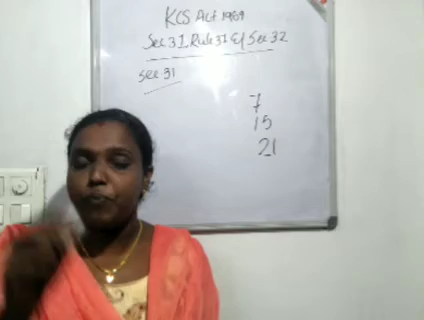 KCS Act 1969
Sec 31, Rule 31 & Sec 32
Sec 31
7
15
21